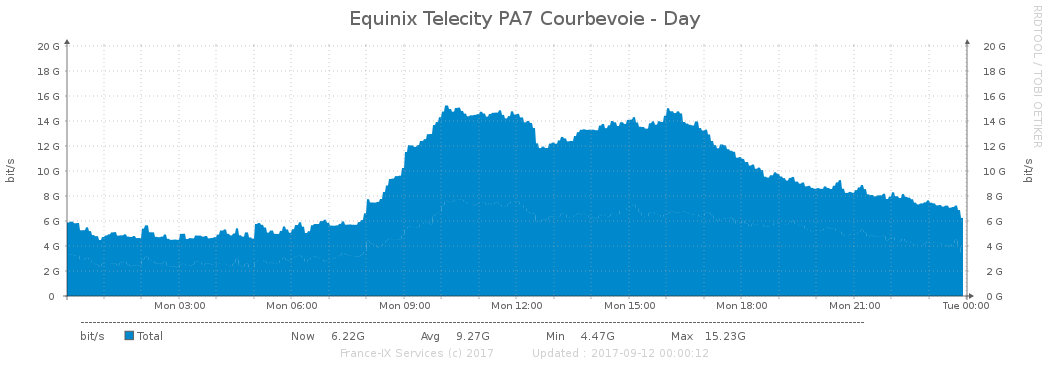 Equinix Telecity PA7 Courbevoie - Day
RRDTOOL / TOBI OETIKER
bit/s
bit/s
20 G 20 G
18 G 18 G
16 G 16 G
14 G 14 G
12 G 12 G
10 G 10 G
8 G 8 G
6 G 6 G
4 G 4 G
2 G 2 G
0 0 G
Mon 03:00 Mon 06:00 Mon 09:00 Mon 12:00 Mon 15:00 Mon 18:00 Mon 21:00 Tue 00:00
bit/s Total Now 6.22G Avg 9.27G Min 4.47G Max 15.23G
France-IX Services (c) 2017 Updated : 2017-09-12 00:00:12